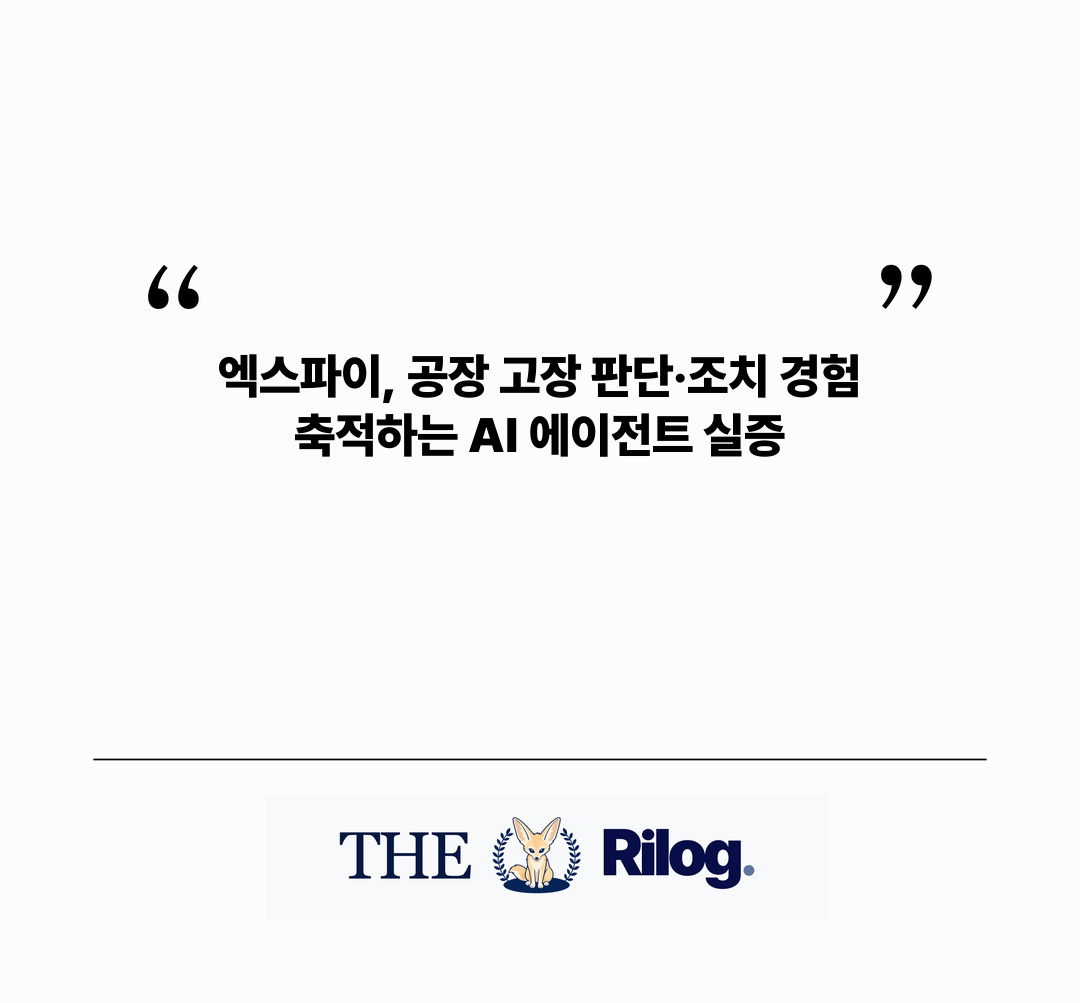 “ ”
엑스파이, 공장 고장 판단·조치 경험
축적하는 AI 에이전트 실증
THE Rilog.